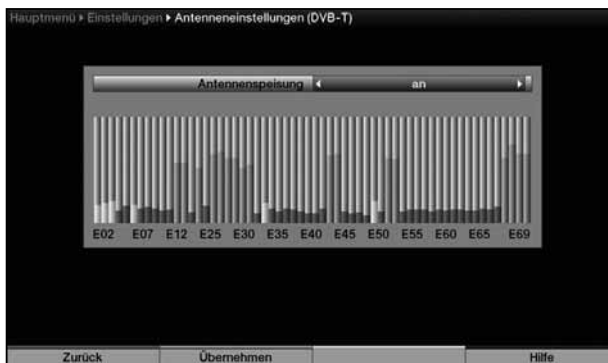 Hauptmenü ▸ Einstellungen ▸ Antenneneinstellungen (DVB-T)
Antennenspeisung ◂ an ▸
E02 E07 E12 E25 E30 E35 E40 E45 E50 E55 E60 E65 E69
Zurück Übernehmen Hilfe